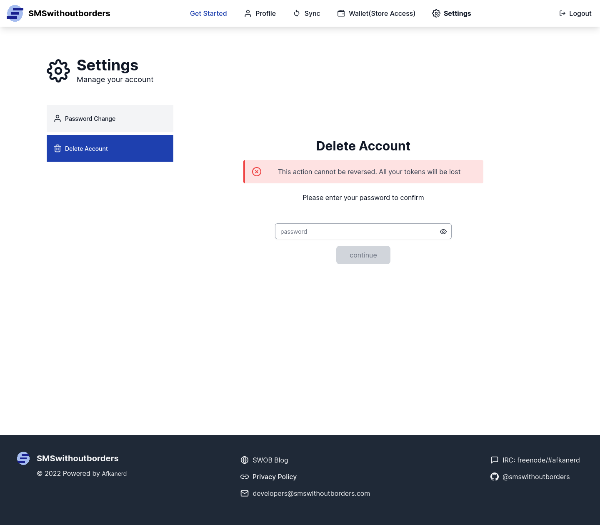 SMSwithoutborders
Get Started
Profile
Sync
Wallet(Store Access)
Settings
Logout
Settings
Manage your account
Password Change
Delete Account
Delete Account
This action cannot be reversed. All your tokens will be lost
Please enter your password to confirm
password
continue
SMSwithoutborders
© 2022 Powered by Afkanerd
SWOB Blog
Privacy Policy
developers@smswithoutborders.com
IRC: freenode/#afkanerd
@smswithoutborders